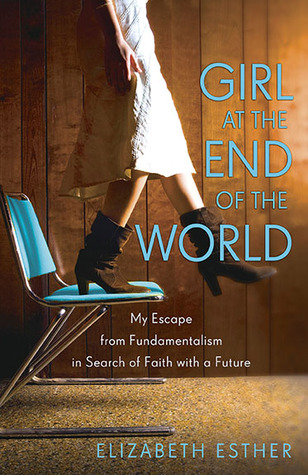 GIRL
AT THE
END
OF THE
WORLD
My Escape
from Fundamentalism
in Search of Faith with a Future
ELIZABETH ESTHER